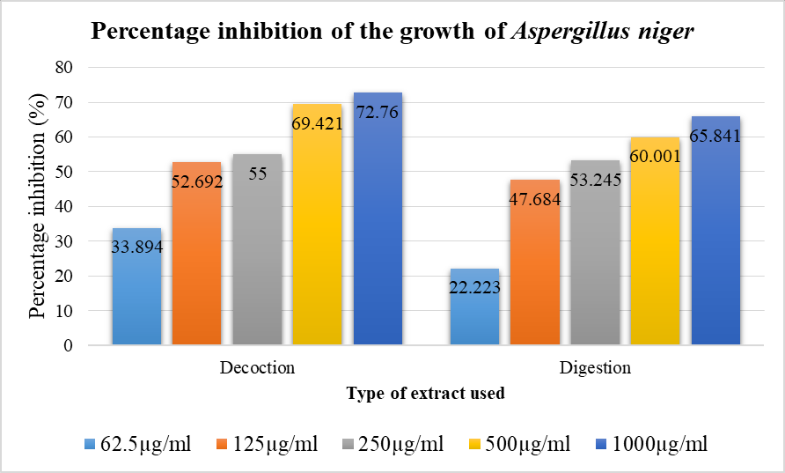 Percentage inhibition of the growth of Aspergillus niger
Percentage inhibition (%)
80
70
60
50
40
30
20
10
0
33.894
52.692
55
69.421
72.76
22.223
47.684
53.245
60.001
65.841
Decoction
Digestion
Type of extract used
62.5µg/ml
125µg/ml
250µg/ml
500µg/ml
1000µg/ml